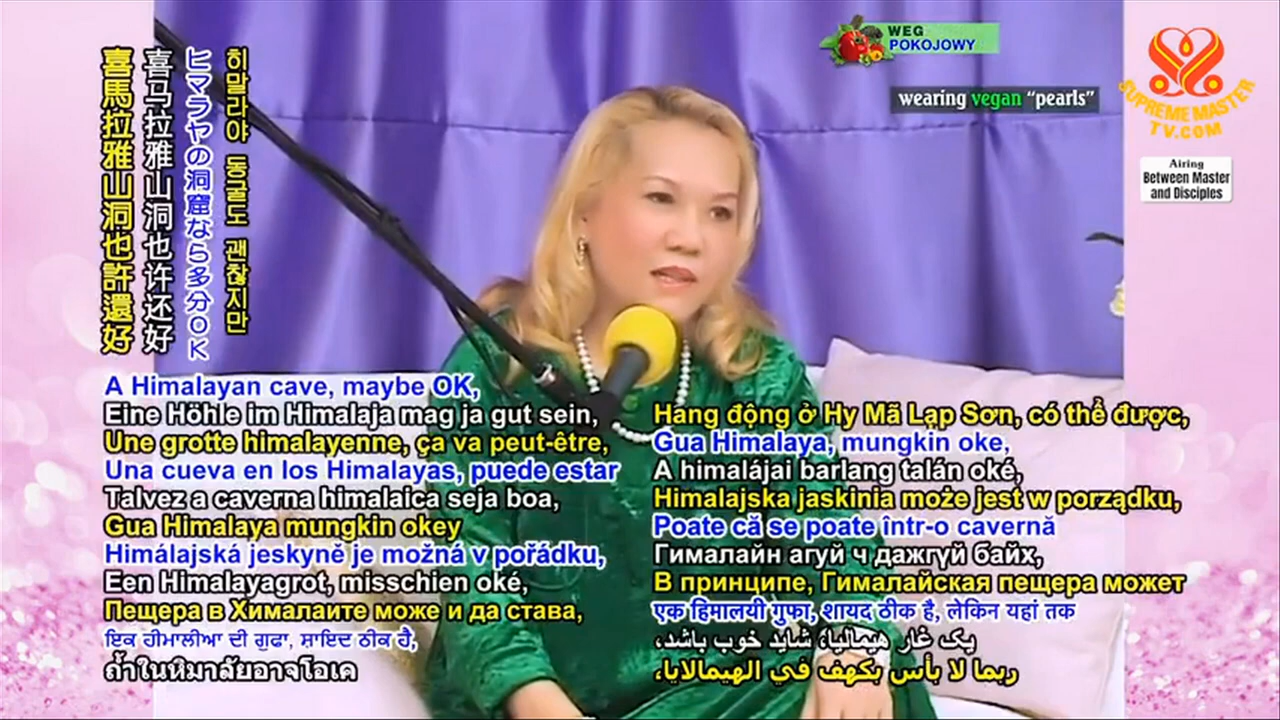 WEG
POKOJOWY
wearing vegan “pearls”
SUPREME MASTER
TV.COM
Airing
Between Master
and Disciples
喜馬拉雅山洞也許還好
喜马拉雅山洞也许还好
ヒマラヤの洞窟なら多分OK
히말라야 동굴도 괜찮지만
A Himalayan cave, maybe OK,
Eine Höhle im Himalaja mag ja gut sein,
Une grotte himalayenne, ça va peut-être,
Una cueva en los Himalayas, puede estar
Talvez a caverna himalaica seja boa,
Gua Himalaya mungkin okey
Himálajská jeskyně je možná v pořádku,
Een Himalayagrot, misschien oké,
Пещера в Хималаите може и да става,
ਇਕ ਹੀਮਾਲੀਆ ਦੀ ਗੁਫਾ, ਸ਼ਾਇਦ ਠੀਕ ਹੈ,
ถ้ำในหิมาลัยอาจโอเค
Hang động ở Hy Mã Lạp Sơn, có thể được,
Gua Himalaya, mungkin oke,
A himalájai barlang talán oké,
Himalajska jaskinia może jest w porządku,
Poate că se poate într-o cavernă
Гималайн агуй ч дажгүй байх,
В принципе, Гималайская пещера может
एक हिमालयी गुफा, शायद ठीक है, लेकिन यहां तक
یک غار هیمالیا، شاید خوب باشد،
ربما لا بأس بكهف في الهيمالايا،